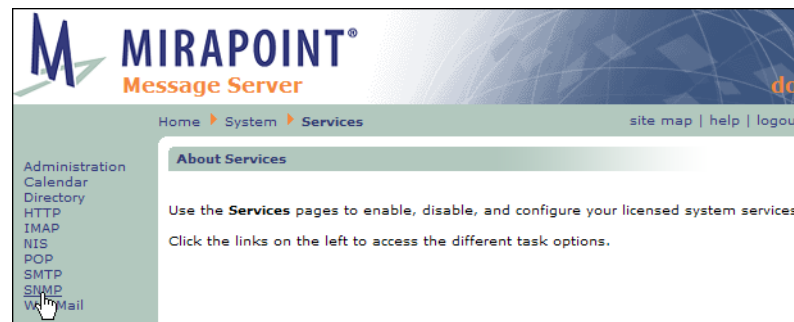 MIRAPOINT®
Message Server
Home System Services
site map | help | logou
About Services
Administration
Calendar
Directory
HTTP
IMAP
NIS
POP
SMTP
SNMP
Use the Services pages to enable, disable, and configure your licensed system services
Click the links on the left to access the different task options.